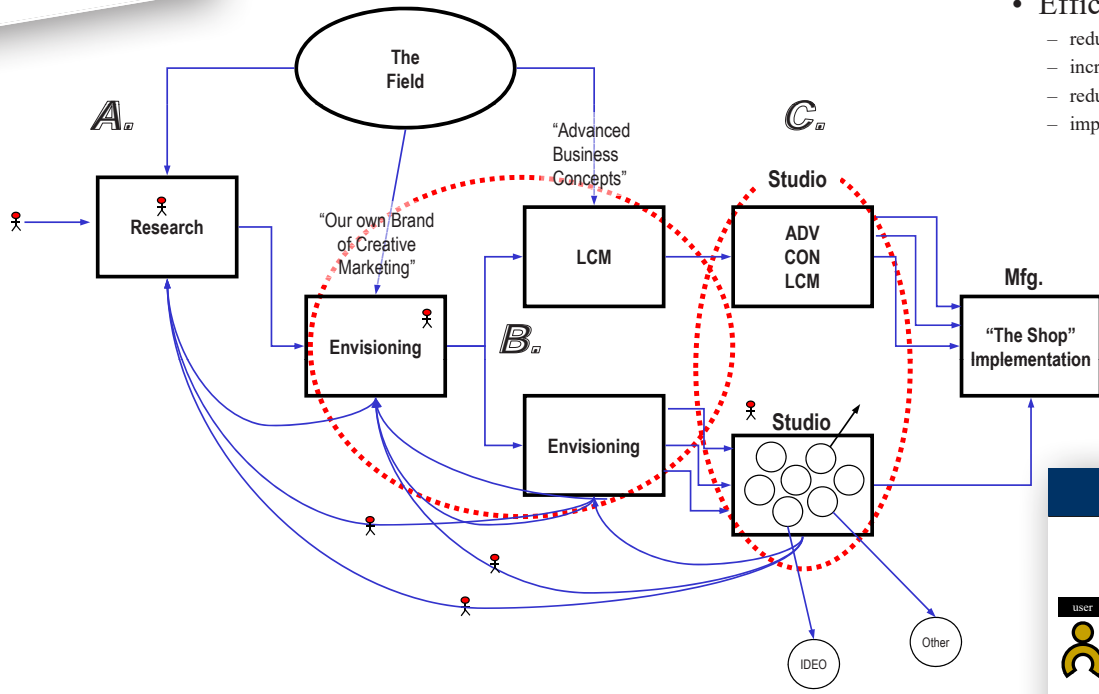 The
Field
A.
C.
“Advanced
Business
Concepts”
Studio
Research
“Our own Brand
of Creative
Marketing”
LCM
ADV
CON
LCM
Mfg.
“The Shop”
Implementation
Envisioning
B.
Envisioning
Studio
IDEO
Other
user